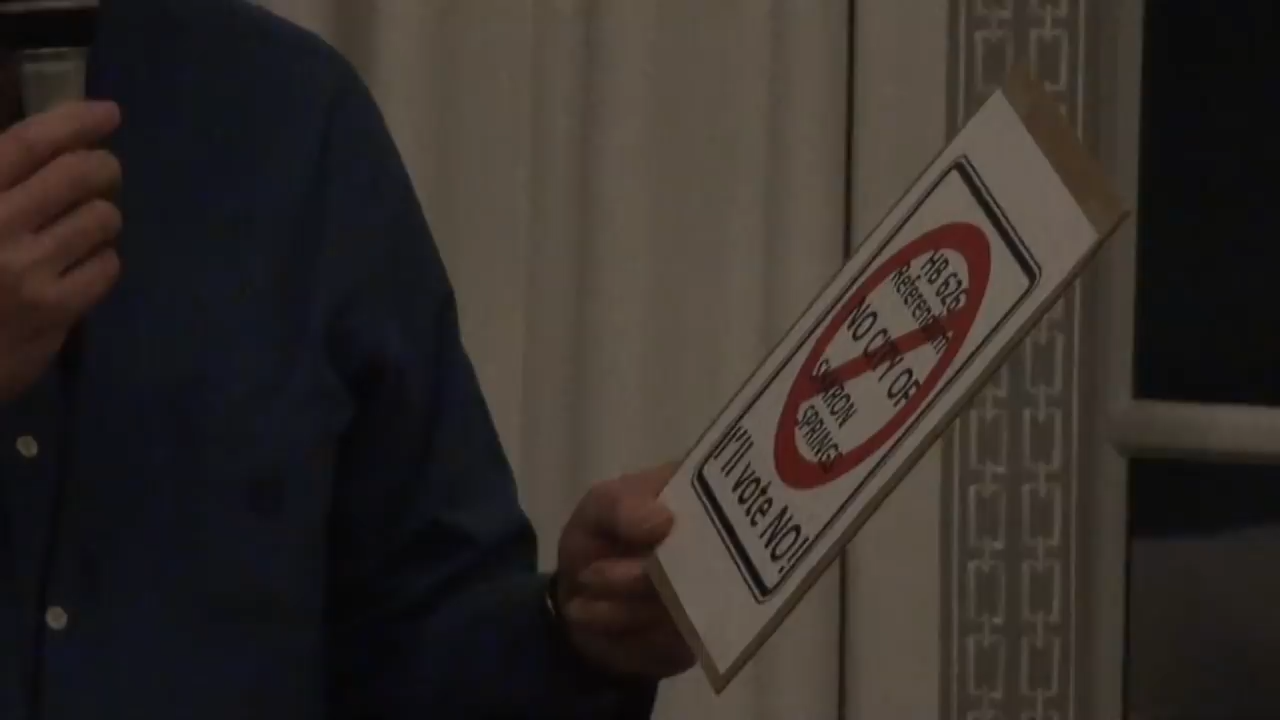 HB 626
Referendum
NO CITY OF
SHARON
SPRINGS
I'll vote NO!!